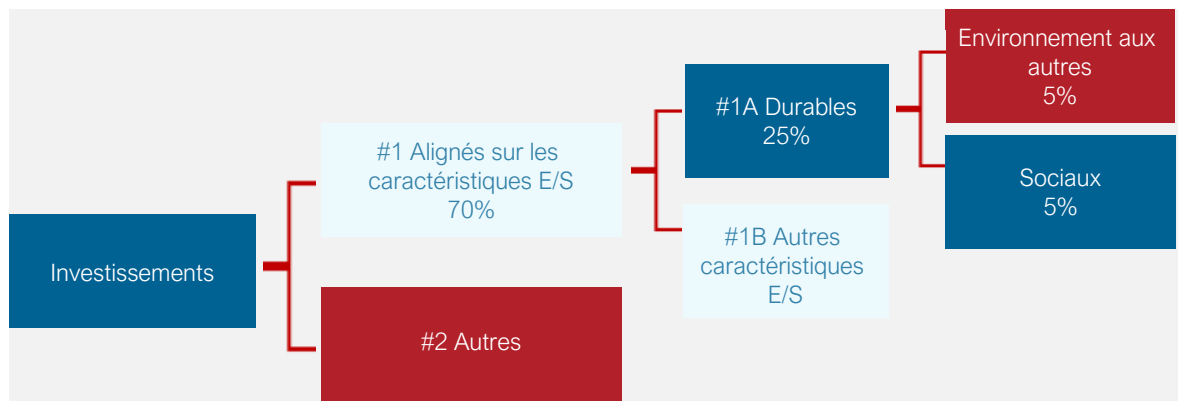 Investissements
#1 Alignés sur les
caractéristiques E/S
70%
#2 Autres
#1A Durables
25%
#1B Autres
caractéristiques
E/S
Environnement aux
autres
5%
Sociaux
5%